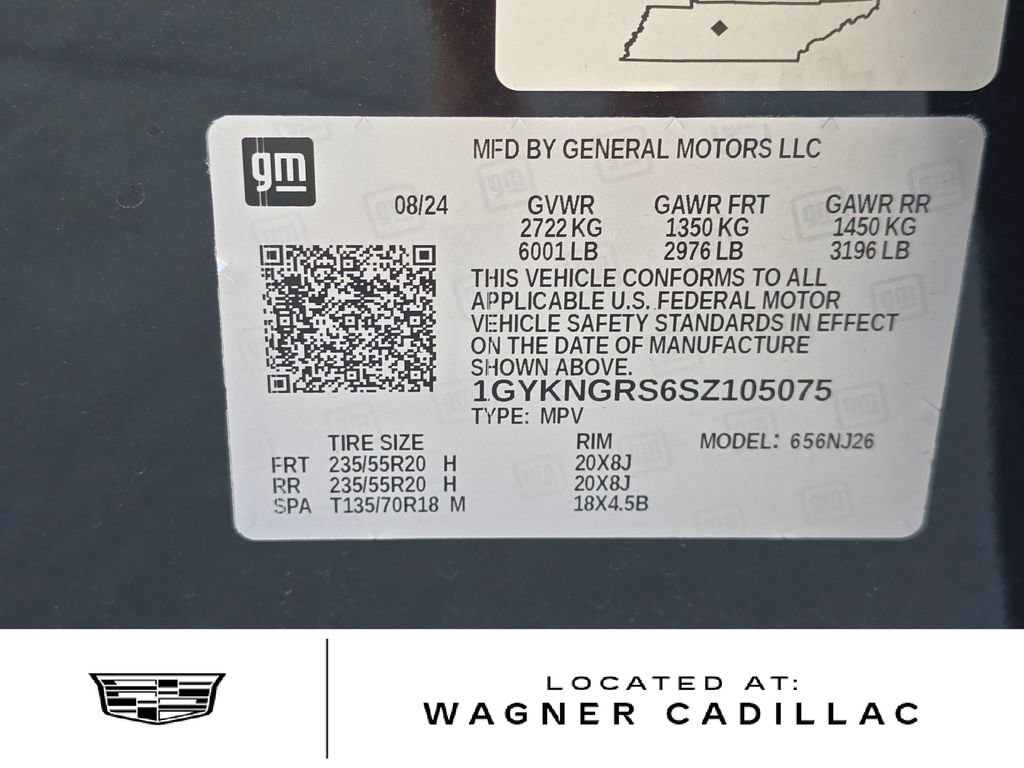 gm
MFD BY GENERAL MOTORS LLC
08/24
GVWR GAWR FRT GAWR RR
2722 KG 1350 KG 1450 KG
6001 LB 2976 LB 3196 LB
THIS VEHICLE CONFORMS TO ALL
APPLICABLE U.S. FEDERAL MOTOR
VEHICLE SAFETY STANDARDS IN EFFECT
ON THE DATE OF MANUFACTURE
SHOWN ABOVE.
1GYKNGRS6SZ105075
TYPE: MPV
TIRE SIZE RIM MODEL: 656NJ26
FRT 235/55R20 H 20X8J
RR 235/55R20 H 20X8J
SPA T135/70R18 M 18X4.5B
LOCATED AT:
WAGNER CADILLAC